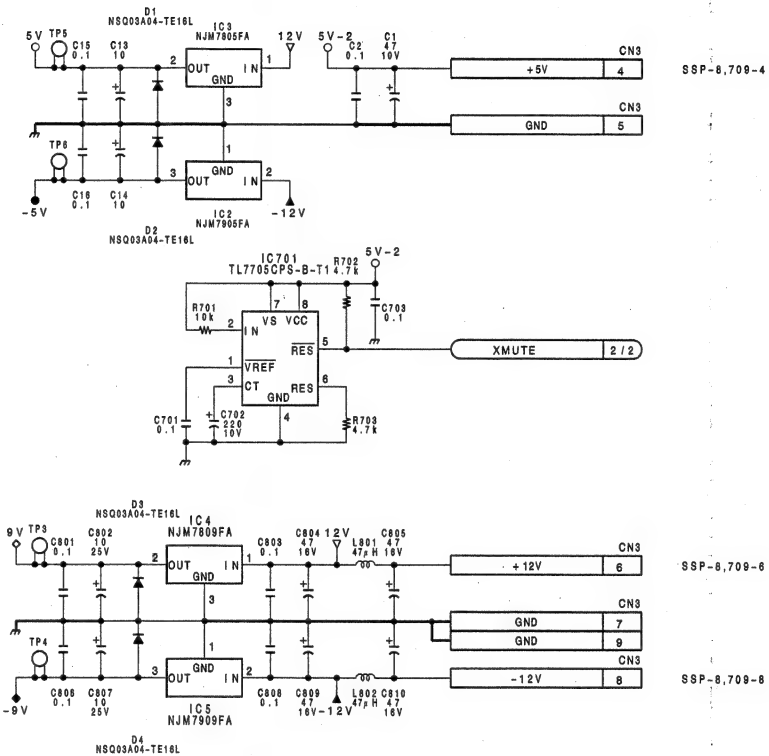 D1
NSQ03A04-TE16L
5V
TP5
C15
0.1
C13
10
+
2
OUT
IC3
NJM7805FA
GND
3
IN
1
12V
5V-2
C2
0.1
C1
47
10V
+
CN3
+5V
4
SSP-8,709-4
CN3
GND
5
TP6
-5V
C16
0.1
C14
10
+
3
OUT
1
GND
IN
2
-12V
IC2
NJM7905FA
D2
NSQ03A04-TE16L
IC701
TL7705CPS-B-T1
R702
4.7k
5V-2
C703
0.1
R701
10k
7
VS
8
VCC
2
IN
RES
5
XMUTE
2/2
1
VREF
3
CT
RES
6
GND
4
C701
0.1
+
C702
220
10V
R703
4.7k
D3
NSQ03A04-TE16L
9V
TP3
C801
0.1
C802
10
25V
+
2
OUT
IC4
NJM7809FA
GND
3
IN
1
C803
0.1
C804
47
16V
+
12V
L801
47μH
C805
47
16V
+
CN3
+12V
6
SSP-8,709-6
CN3
GND
7
GND
9
TP4
-9V
C806
0.1
C807
10
25V
+
3
OUT
1
GND
IN
2
IC5
NJM7909FA
C808
0.1
C809
47
16V
+
-12V
L802
47μH
C810
47
16V
+
CN3
-12V
8
SSP-8,709-8
D4
NSQ03A04-TE16L